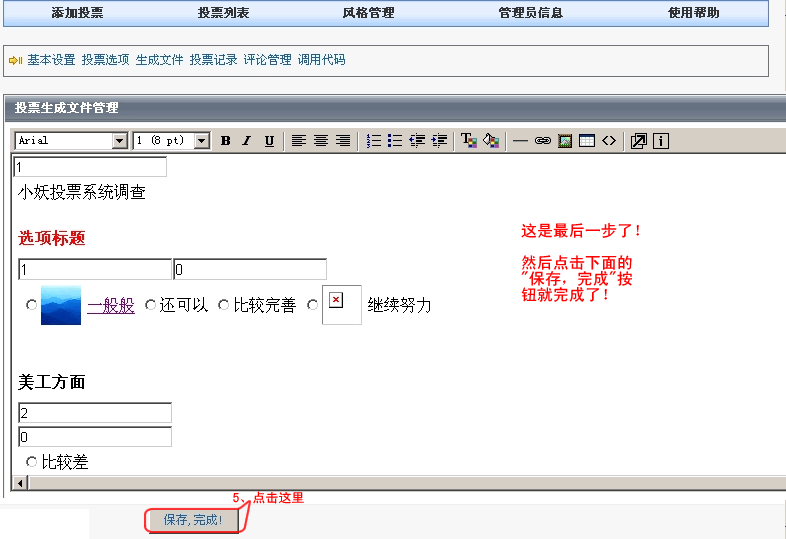 添加投票 投票列表 风格管理 管理员信息 使用帮助
基本设置 投票选项 生成文件 投票记录 评论管理 调用代码
投票生成文件管理
Arial 1 (8 pt) B I U
1
小妖投票系统调查
选项标题
这是最后一步了!
然后点击下面的
"保存,完成"按
钮就完成了!
1 0
一般般 还可以 比较完善 继续努力
美工方面
2
0
比较差
5、点击这里
保存,完成!